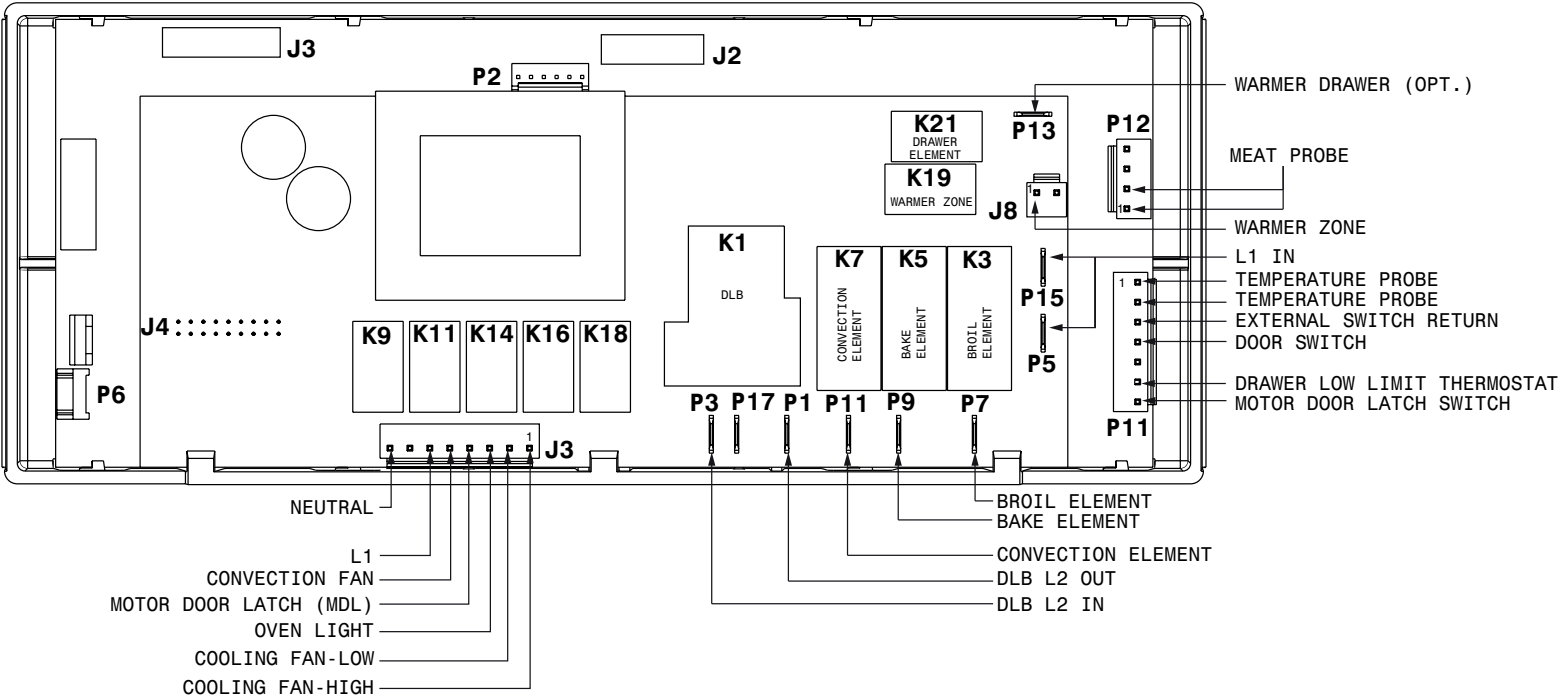 J3
J2
P2
WARMER DRAWER (OPT.)
K21
DRAWER
ELEMENT
P13
P12
MEAT PROBE
K19
WARMER ZONE
1
J8
1
WARMER ZONE
K1
DLB
K7
CONVECTION
ELEMENT
K5
BAKE
ELEMENT
K3
BROIL
ELEMENT
L1 IN
P15
1
TEMPERATURE PROBE
TEMPERATURE PROBE
EXTERNAL SWITCH RETURN
DOOR SWITCH
J4
K9
K11
K14
K16
K18
P5
P6
DRAWER LOW LIMIT THERMOSTAT
MOTOR DOOR LATCH SWITCH
P3
P17
P1
P11
P9
P7
P11
1
J3
NEUTRAL
BROIL ELEMENT
BAKE ELEMENT
L1
CONVECTION ELEMENT
CONVECTION FAN
DLB L2 OUT
MOTOR DOOR LATCH (MDL)
DLB L2 IN
OVEN LIGHT
COOLING FAN-LOW
COOLING FAN-HIGH